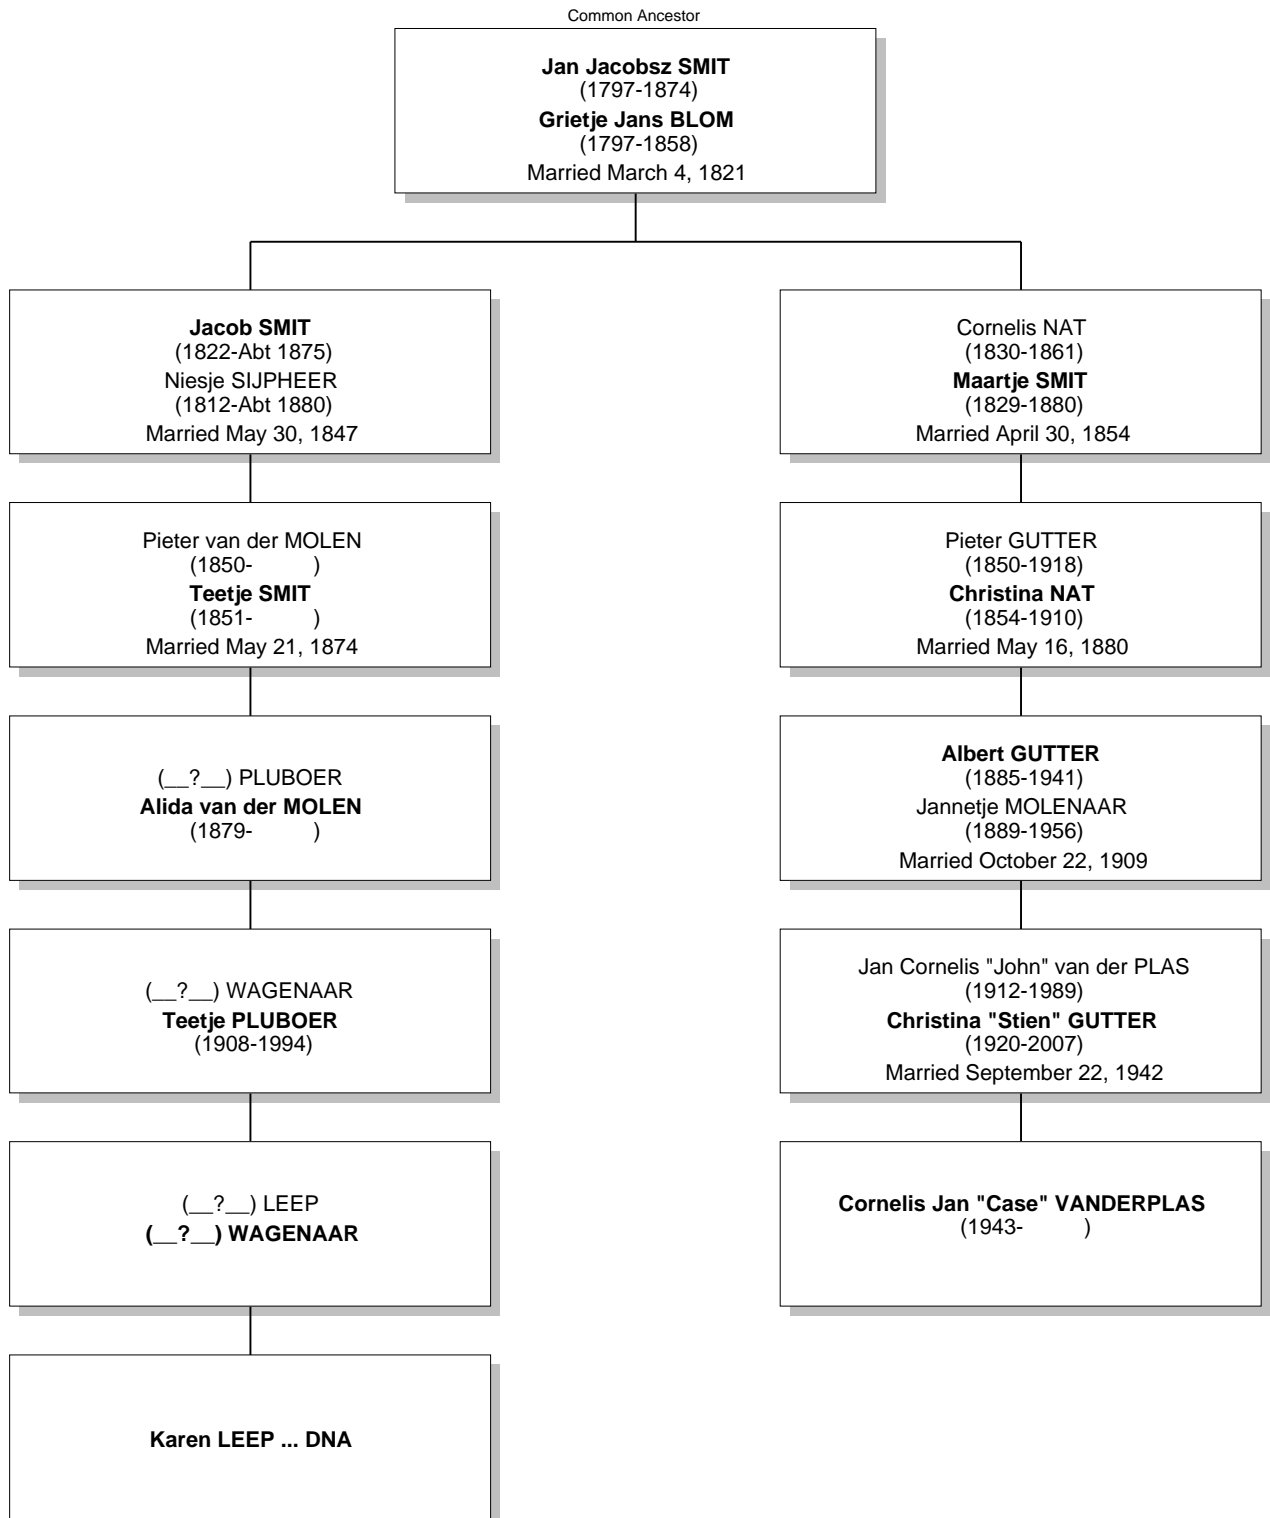 Common Ancestor
Jan Jacobsz SMIT
(1797-1874)
Grietje Jans BLOM
(1797-1858)
Married March 4, 1821
Jacob SMIT
(1822-Abt 1875)
Niesje SIJPHEER
(1812-Abt 1880)
Married May 30, 1847
Cornelis NAT
(1830-1861)
Maartje SMIT
(1829-1880)
Married April 30, 1854
Pieter van der MOLEN
(1850-          )
Teetje SMIT
(1851-          )
Married May 21, 1874
Pieter GUTTER
(1850-1918)
Christina NAT
(1854-1910)
Married May 16, 1880
(__?__) PLUBOER
Alida van der MOLEN
(1879-          )
Albert GUTTER
(1885-1941)
Jannetje MOLENAAR
(1889-1956)
Married October 22, 1909
(__?__) WAGENAAR
Teetje PLUBOER
(1908-1994)
Jan Cornelis "John" van der PLAS
(1912-1989)
Christina "Stien" GUTTER
(1920-2007)
Married September 22, 1942
(__?__) LEEP
(__?__) WAGENAAR
Cornelis Jan "Case" VANDERPLAS
(1943-          )
Karen LEEP ... DNA